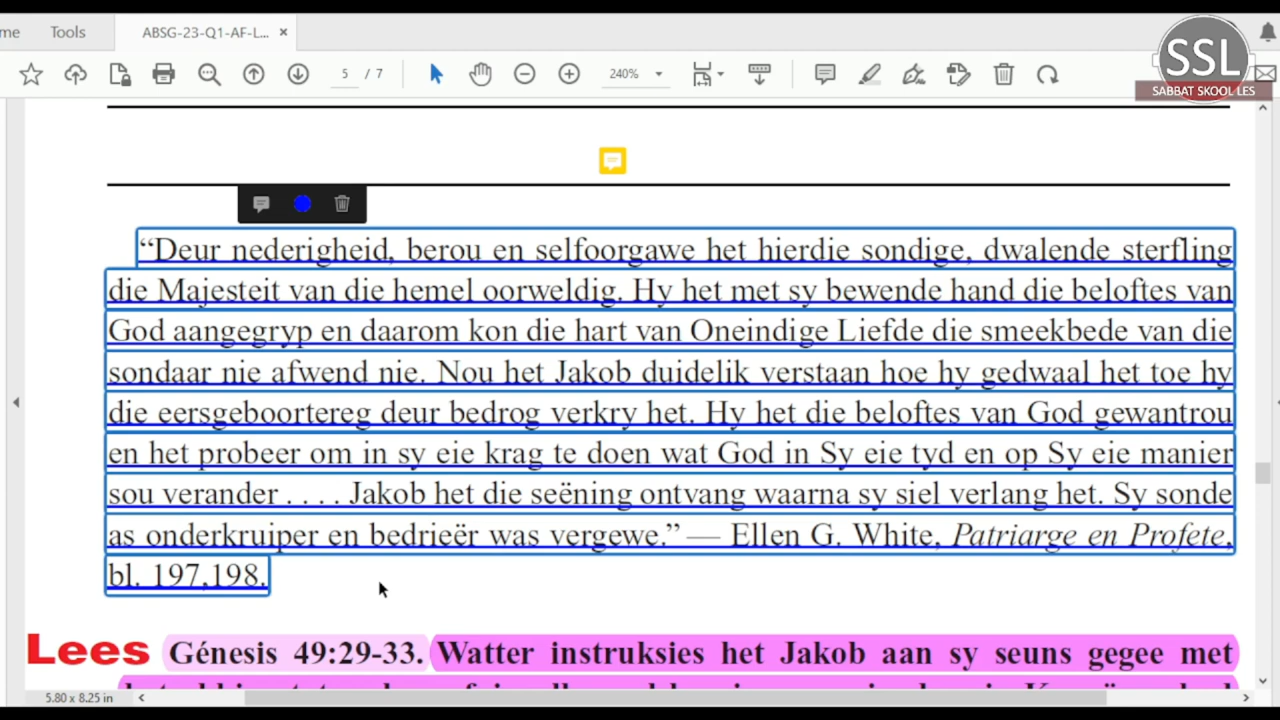 me Tools ABSG-23-Q1-AF-L... ×
SSL
SABBAT SKOOL LES
5 / 7 240%
“Deur nederigheid, berou en selfoorgawe het hierdie sondige, dwalende sterfling
die Majesteit van die hemel oorweldig. Hy het met sy bewende hand die beloftes van
God aangegryp en daarom kon die hart van Oneindige Liefde die smeekbede van die
sondaar nie afwend nie. Nou het Jakob duidelik verstaan hoe hy gedwaal het toe hy
die eersgeboortereg deur bedrog verkry het. Hy het die beloftes van God gewantrou
en het probeer om in sy eie krag te doen wat God in Sy eie tyd en op Sy eie manier
sou verander . . . . Jakob het die seëning ontvang waarna sy siel verlang het. Sy sonde
as onderkruiper en bedrieër was vergewe.” — Ellen G. White, Patriarge en Profete,
bl. 197,198.
Lees Génesis 49:29-33. Watter instruksies het Jakob aan sy seuns gegee met
5.80 x 8.25 in